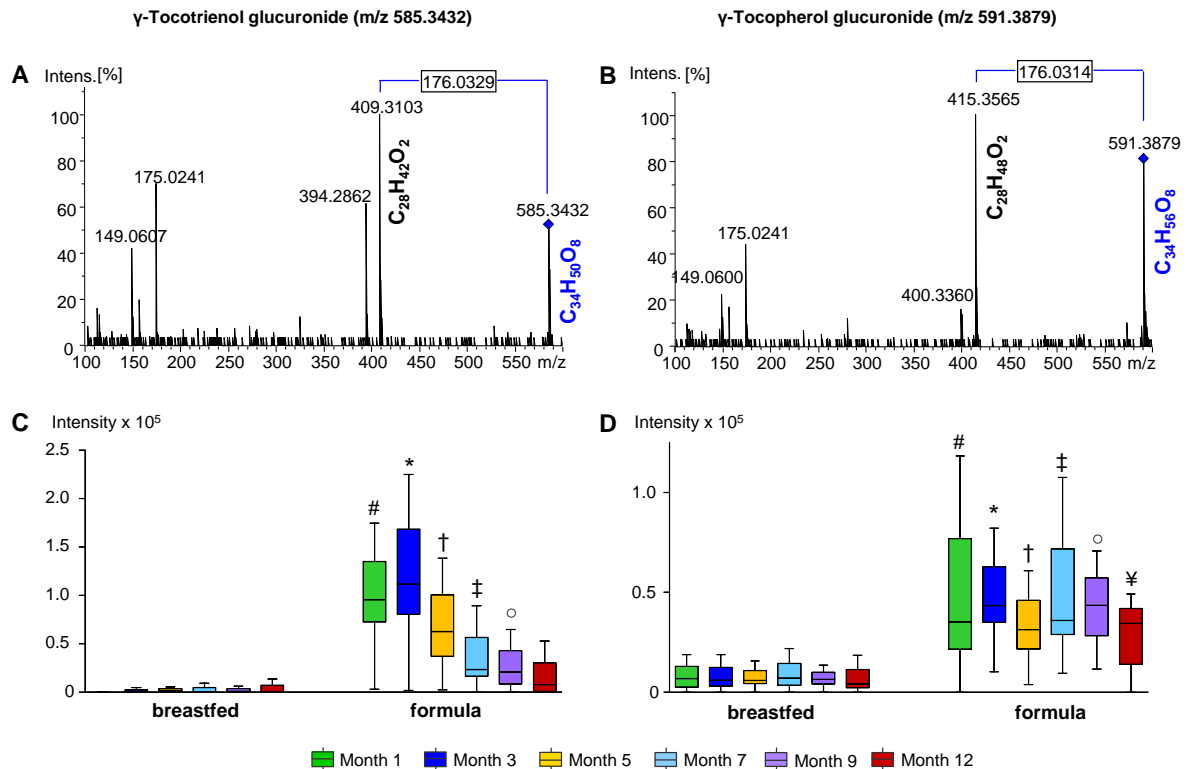 γ-Tocotrienol glucuronide (m/z 585.3432)
γ-Tocopherol glucuronide (m/z 591.3879)
A
Intens.[%]
176.0329
409.3103
175.0241
394.2862
149.0607
585.3432
C₂₈H₄₂O₂
C₃₄H₅₀O₈
100
80
60
40
20
0
100 150 200 250 300 350 400 450 500 550 m/z
B
Intens. [%]
176.0314
415.3565
591.3879
175.0241
149.0600
400.3360
C₂₈H₄₈O₂
C₃₄H₅₆O₈
100
80
60
40
20
0
100 150 200 250 300 350 400 450 500 550 m/z
C
Intensity x 10⁵
2.5
2.0
1.5
1.0
0.5
0
# * † ‡ ○
breastfed formula
D
Intensity x 10⁵
1.0
0.5
0
# * † ‡ ○ ¥
breastfed formula
Month 1 Month 3 Month 5 Month 7 Month 9 Month 12